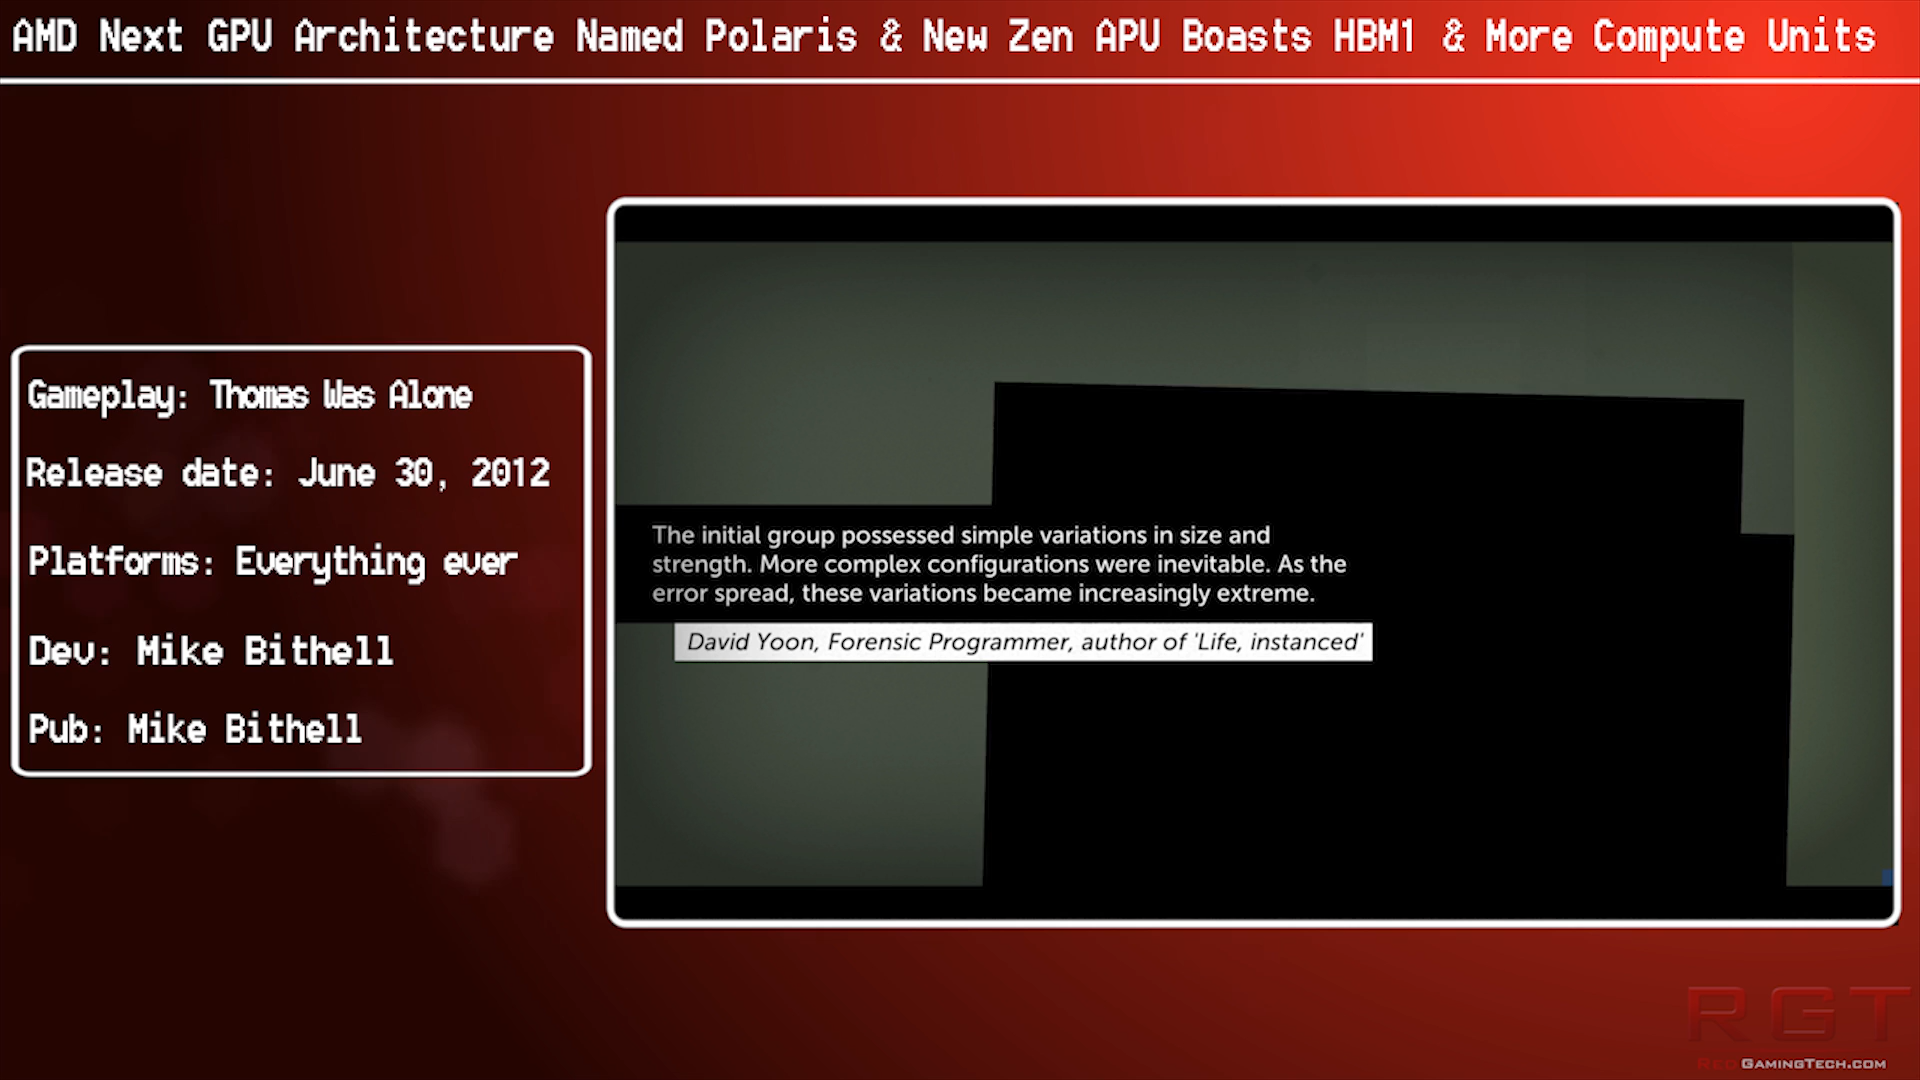 AMD Next GPU Architecture Named Polaris & New Zen APU Boasts HBM1 & More Compute Units
Gameplay: Thomas Was Alone
Release date: June 30, 2012
Platforms: Everything ever
Dev: Mike Bithell
Pub: Mike Bithell
The initial group possessed simple variations in size and
strength. More complex configurations were inevitable. As the
error spread, these variations became increasingly extreme.
David Yoon, Forensic Programmer, author of 'Life, instanced'
RGT
RedGamingTech.com